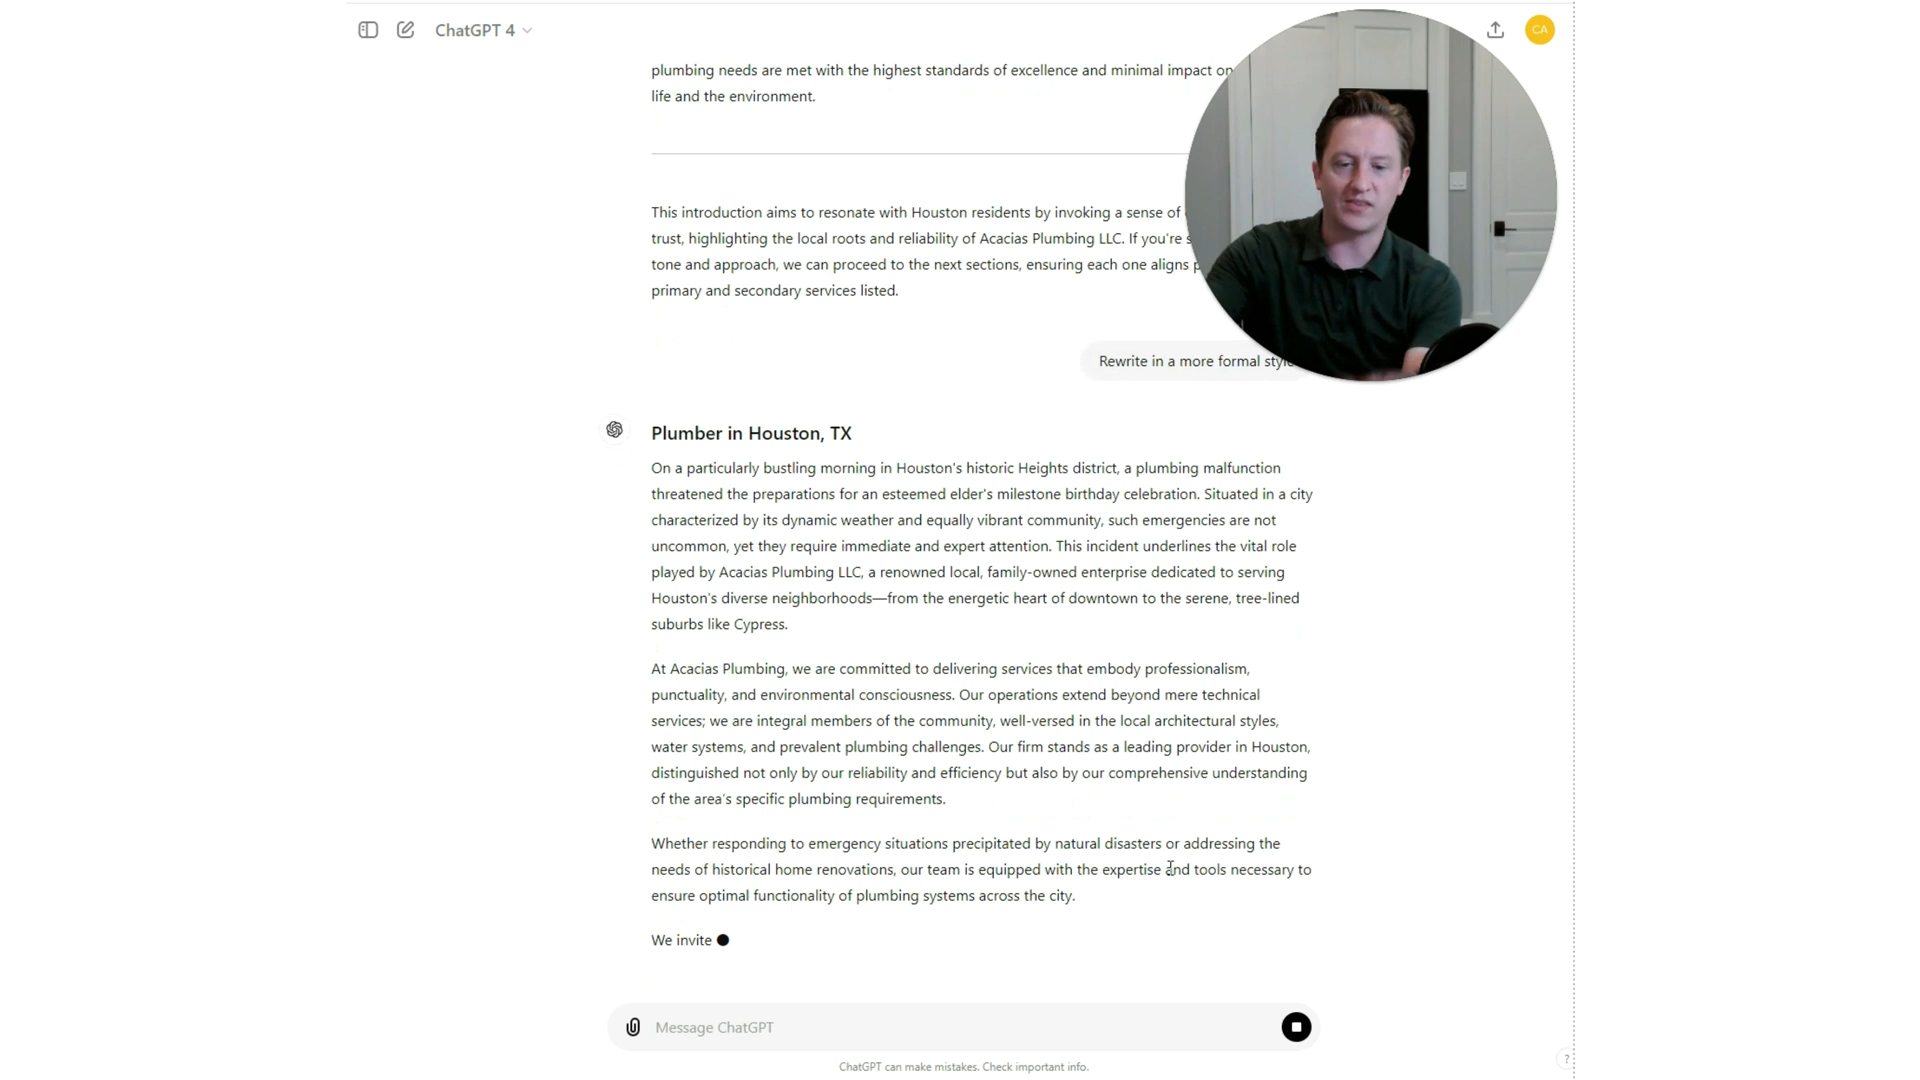 ChatGPT 4
CA
plumbing needs are met with the highest standards of excellence and minimal impact on
life and the environment.
This introduction aims to resonate with Houston residents by invoking a sense of
trust, highlighting the local roots and reliability of Acacias Plumbing LLC. If you're
tone and approach, we can proceed to the next sections, ensuring each one aligns
primary and secondary services listed.
Rewrite in a more formal style
Plumber in Houston, TX
On a particularly bustling morning in Houston's historic Heights district, a plumbing malfunction
threatened the preparations for an esteemed elder's milestone birthday celebration. Situated in a city
characterized by its dynamic weather and equally vibrant community, such emergencies are not
uncommon, yet they require immediate and expert attention. This incident underlines the vital role
played by Acacias Plumbing LLC, a renowned local, family-owned enterprise dedicated to serving
Houston's diverse neighborhoods—from the energetic heart of downtown to the serene, tree-lined
suburbs like Cypress.
At Acacias Plumbing, we are committed to delivering services that embody professionalism,
punctuality, and environmental consciousness. Our operations extend beyond mere technical
services; we are integral members of the community, well-versed in the local architectural styles,
water systems, and prevalent plumbing challenges. Our firm stands as a leading provider in Houston,
distinguished not only by our reliability and efficiency but also by our comprehensive understanding
of the area's specific plumbing requirements.
Whether responding to emergency situations precipitated by natural disasters or addressing the
needs of historical home renovations, our team is equipped with the expertise and tools necessary to
ensure optimal functionality of plumbing systems across the city.
We invite
Message ChatGPT
ChatGPT can make mistakes. Check important info.
?